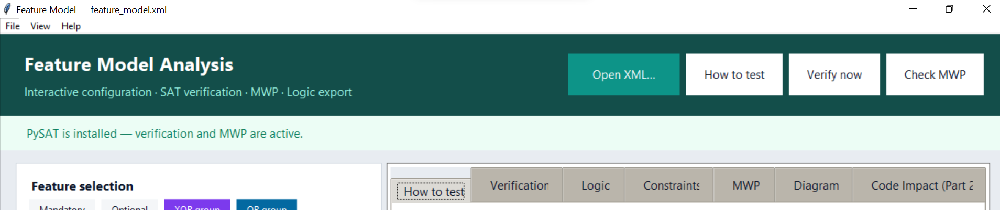 Feature Model — feature_model.xml
File View Help
Feature Model Analysis
Interactive configuration · SAT verification · MWP · Logic export
Open XML... How to test Verify now Check MWP
PySAT is installed — verification and MWP are active.
Feature selection
Mandatory Optional XOR group OR group
How to test Verification Logic Constraints MWP Diagram Code Impact (Part 2